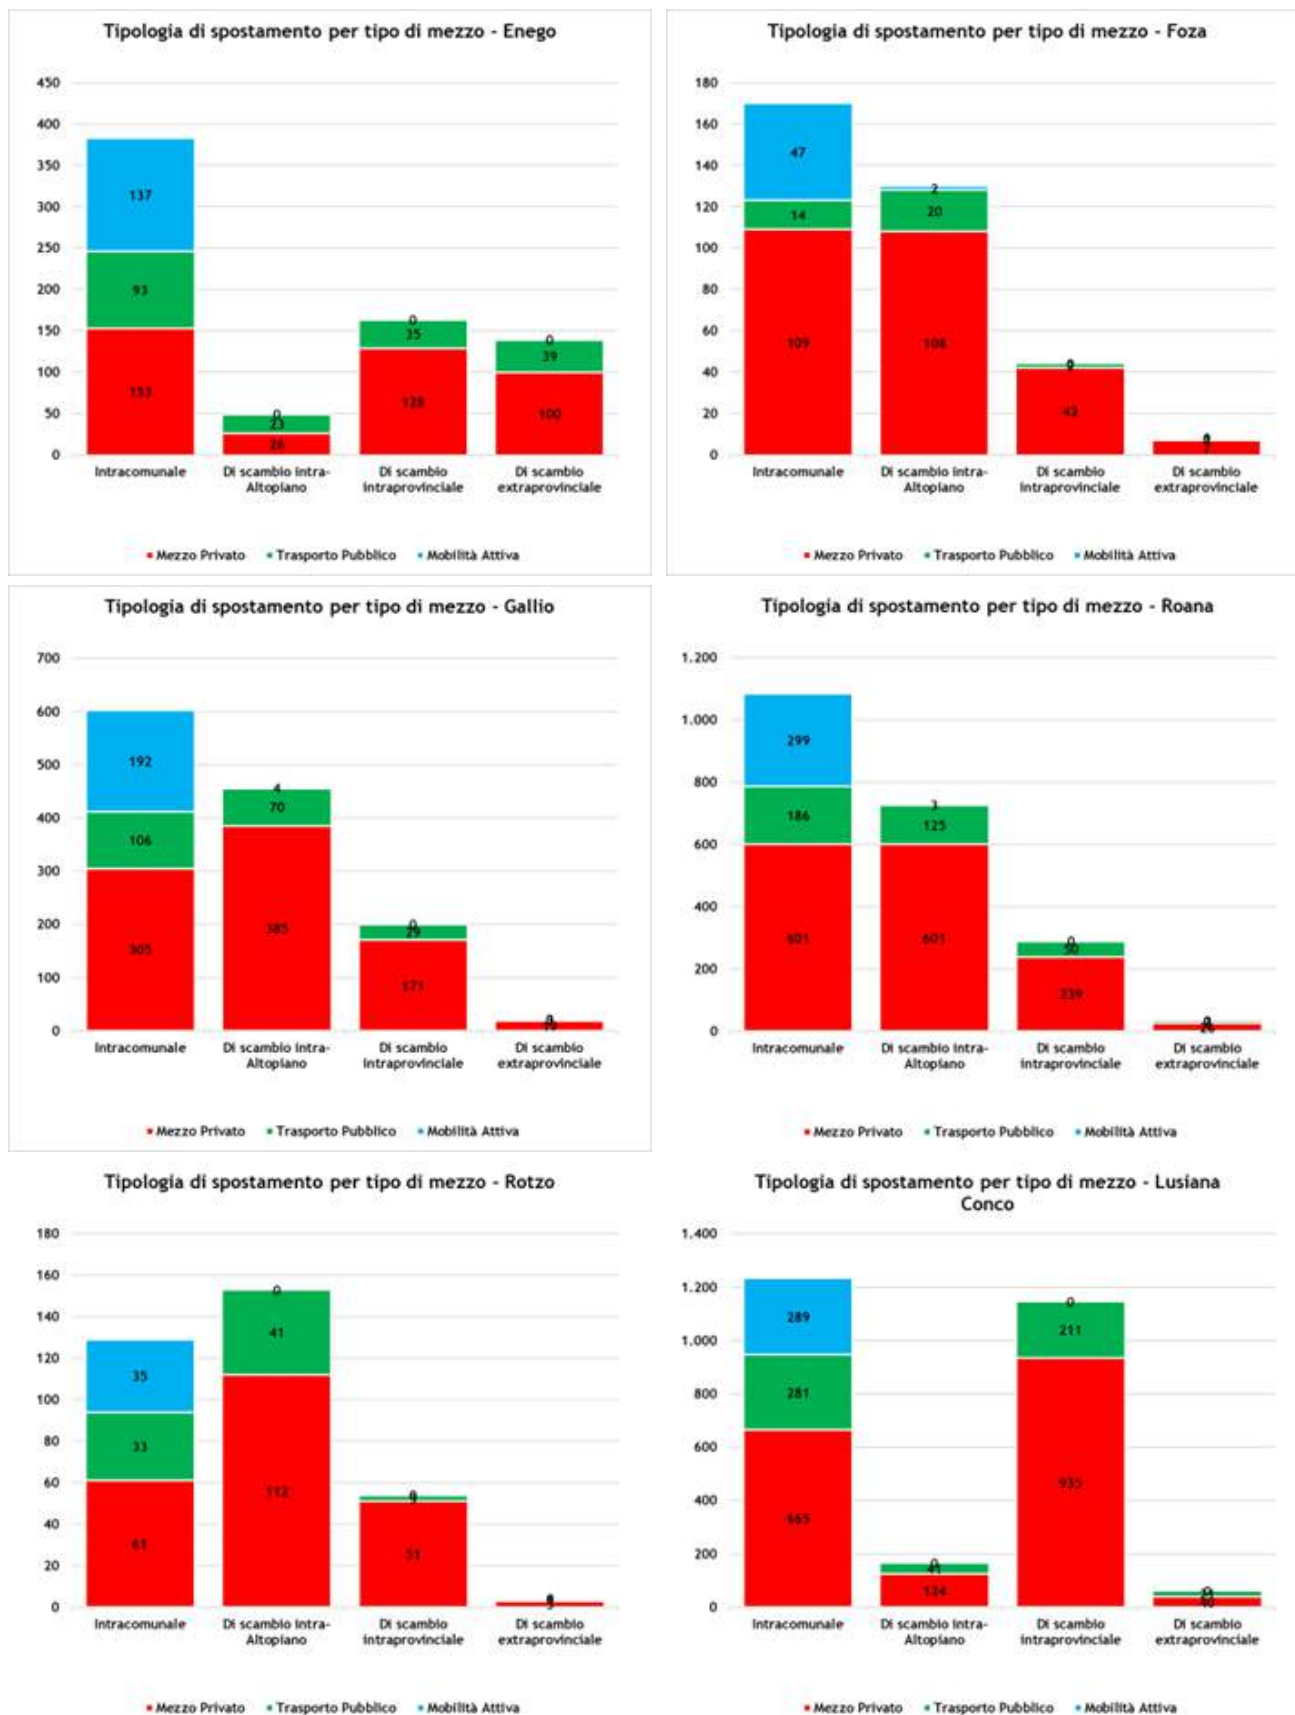 Tipologia di spostamento per tipo di mezzo - Enego
450
400
350
300
250
200
150
100
50
0
137
93
153
0
23
26
0
35
128
0
39
100
Intracomunale
Di scambio intra-
Altopiano
Di scambio
intraprovinciale
Di scambio
extraprovinciale
Mezzo Privato
Trasporto Pubblico
Mobilità Attiva
Tipologia di spostamento per tipo di mezzo - Foza
180
160
140
120
100
80
60
40
20
0
47
14
109
2
20
108
42
7
Intracomunale
Di scambio intra-
Altopiano
Di scambio
intraprovinciale
Di scambio
extraprovinciale
Mezzo Privato
Trasporto Pubblico
Mobilità Attiva
Tipologia di spostamento per tipo di mezzo - Gallio
700
600
500
400
300
200
100
0
192
106
305
4
70
385
0
29
171
Intracomunale
Di scambio intra-
Altopiano
Di scambio
intraprovinciale
Di scambio
extraprovinciale
Mezzo Privato
Trasporto Pubblico
Mobilità Attiva
Tipologia di spostamento per tipo di mezzo - Roana
1.200
1.000
800
600
400
200
0
299
186
601
3
125
601
0
50
239
Intracomunale
Di scambio intra-
Altopiano
Di scambio
intraprovinciale
Di scambio
extraprovinciale
Mezzo Privato
Trasporto Pubblico
Mobilità Attiva
Tipologia di spostamento per tipo di mezzo - Rotzo
180
160
140
120
100
80
60
40
20
0
35
33
61
0
41
112
0
3
51
3
Intracomunale
Di scambio intra-
Altopiano
Di scambio
intraprovinciale
Di scambio
extraprovinciale
Mezzo Privato
Trasporto Pubblico
Mobilità Attiva
Tipologia di spostamento per tipo di mezzo - Lusiana
Conco
1.400
1.200
1.000
800
600
400
200
0
289
281
665
0
41
124
0
211
935
0
Intracomunale
Di scambio intra-
Altopiano
Di scambio
intraprovinciale
Di scambio
extraprovinciale
Mezzo Privato
Trasporto Pubblico
Mobilità Attiva